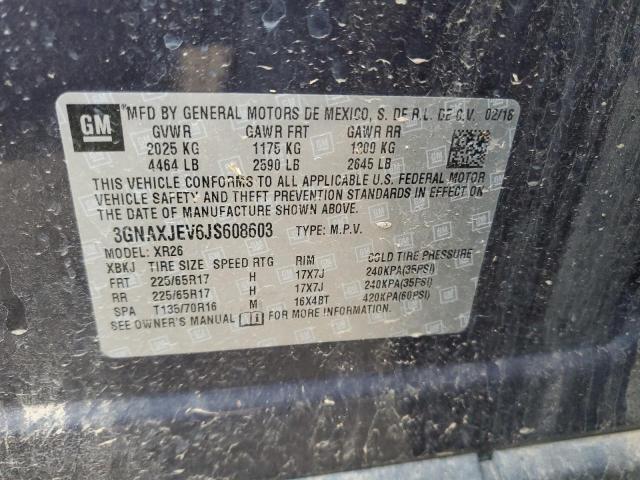 GM
MFD BY GENERAL MOTORS DE MEXICO, S. DE R.L. DE C.V. 02/18
GVWR GAWR FRT GAWR RR
2025 KG 1175 KG 1200 KG
4464 LB 2590 LB 2645 LB
THIS VEHICLE CONFORMS TO ALL APPLICABLE U.S. FEDERAL MOTOR
VEHICLE SAFETY AND THEFT PREVENTION STANDARDS IN EFFECT ON
THE DATE OF MANUFACTURE SHOWN ABOVE.
3GNAXJEV6JS608603 TYPE: M.P.V.
MODEL: XR26
XBKJ TIRE SIZE SPEED RTG RIM COLD TIRE PRESSURE
FRT 225/65R17 H 17X7J 240KPA(35PSI)
RR 225/65R17 H 17X7J 240KPA(35PSI)
SPA T135/70R16 M 16X4BT 420KPA(60PSI)
SEE OWNER'S MANUAL FOR MORE INFORMATION.